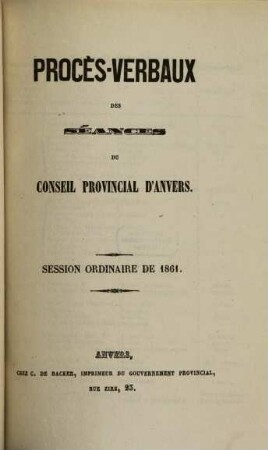 PROCÈS-VERBAUX
DES
SÉANCES
DU
CONSEIL PROVINCIAL D'ANVERS.
SESSION ORDINAIRE DE 1861.
ANVERS,
CHEZ C. DE BACKER, IMPRIMEUR DU GOUVERNEMENT PROVINCIAL,
RUE ZIRK, 25.